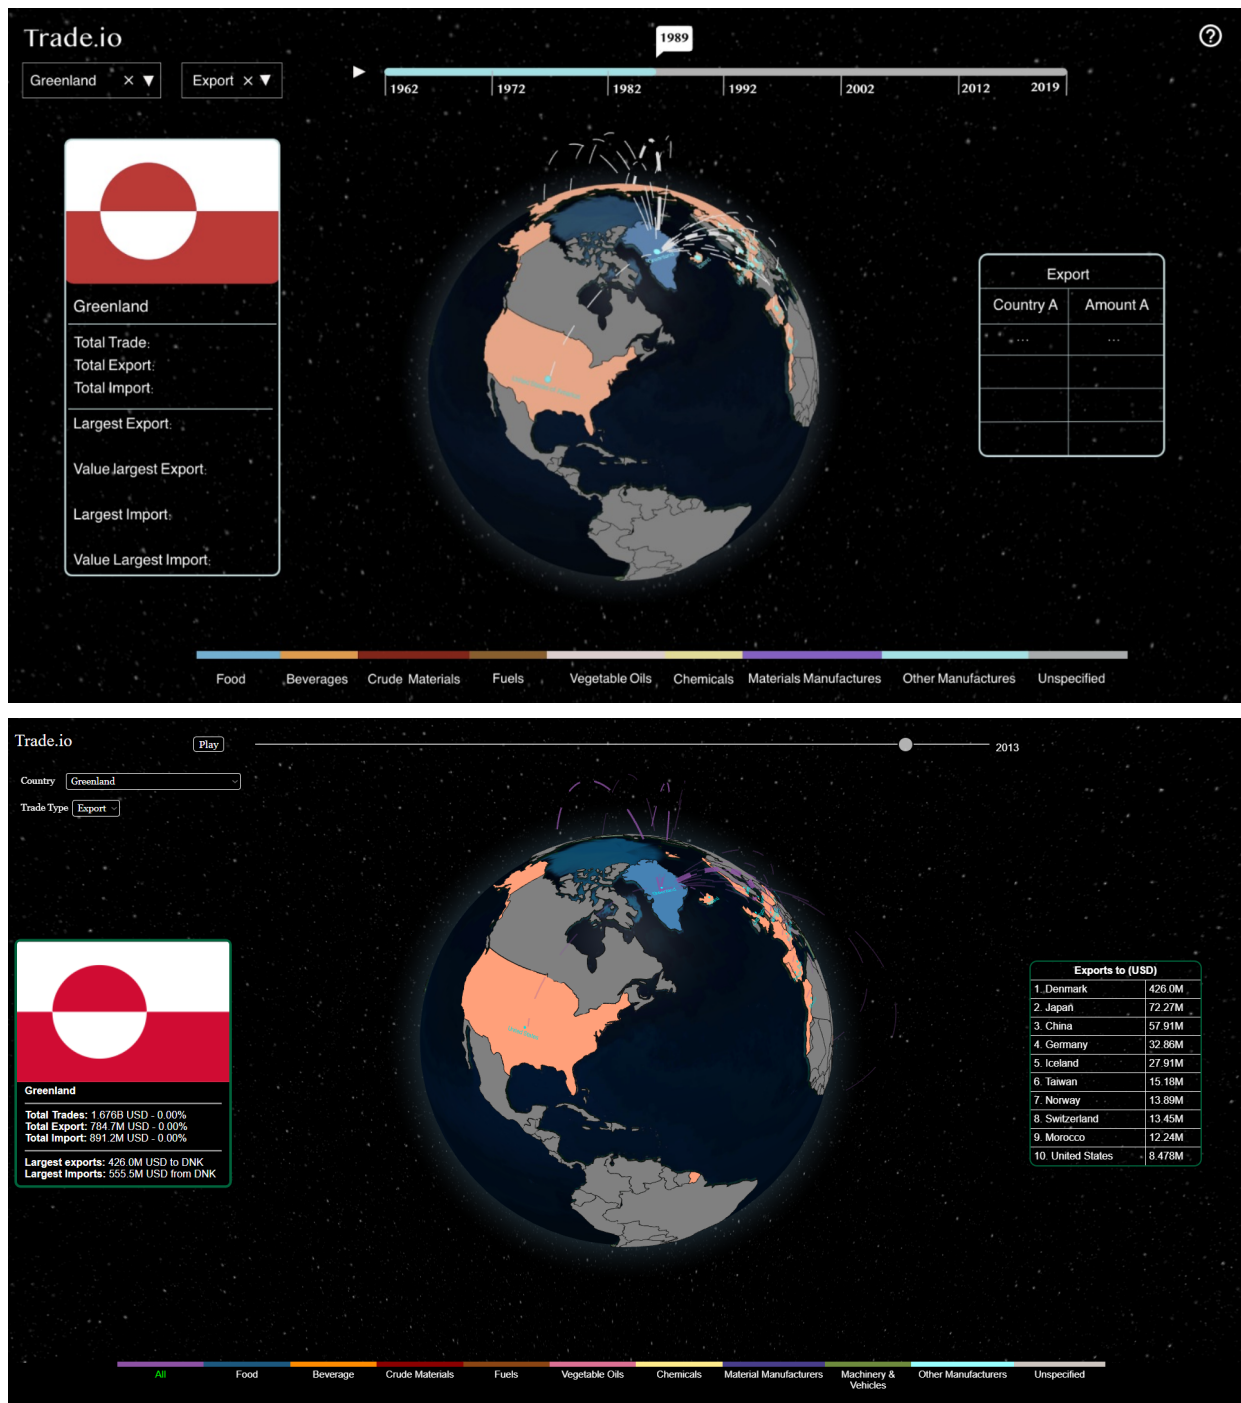 Trade.io
1989
?
Greenland × ▼
Export × ▼
1962 1972 1982 1992 2002 2012 2019
Greenland
Total Trade:
Total Export:
Total Import:
Largest Export:
Value largest Export:
Largest Import:
Value Largest Import:
Export
Country A Amount A
... ...
Food Beverages Crude Materials Fuels Vegetable Oils Chemicals Materials Manufactures Other Manufactures Unspecified
Trade.io
Play
2013
Country Greenland
Trade Type Export
Greenland
Total Trades: 1.676B USD - 0.00%
Total Export: 784.7M USD - 0.00%
Total Import: 891.2M USD - 0.00%
Largest exports: 426.0M USD to DNK
Largest Imports: 555.5M USD from DNK
Exports to (USD)
1. Denmark 426.0M
2. Japan 72.27M
3. China 57.91M
4. Germany 32.86M
5. Iceland 27.91M
6. Taiwan 15.18M
7. Norway 13.89M
8. Switzerland 13.45M
9. Morocco 12.24M
10. United States 8.478M
All Food Beverage Crude Materials Fuels Vegetable Oils Chemicals Material Manufacturers Machinery & Other Manufacturers Unspecified
Vehicles